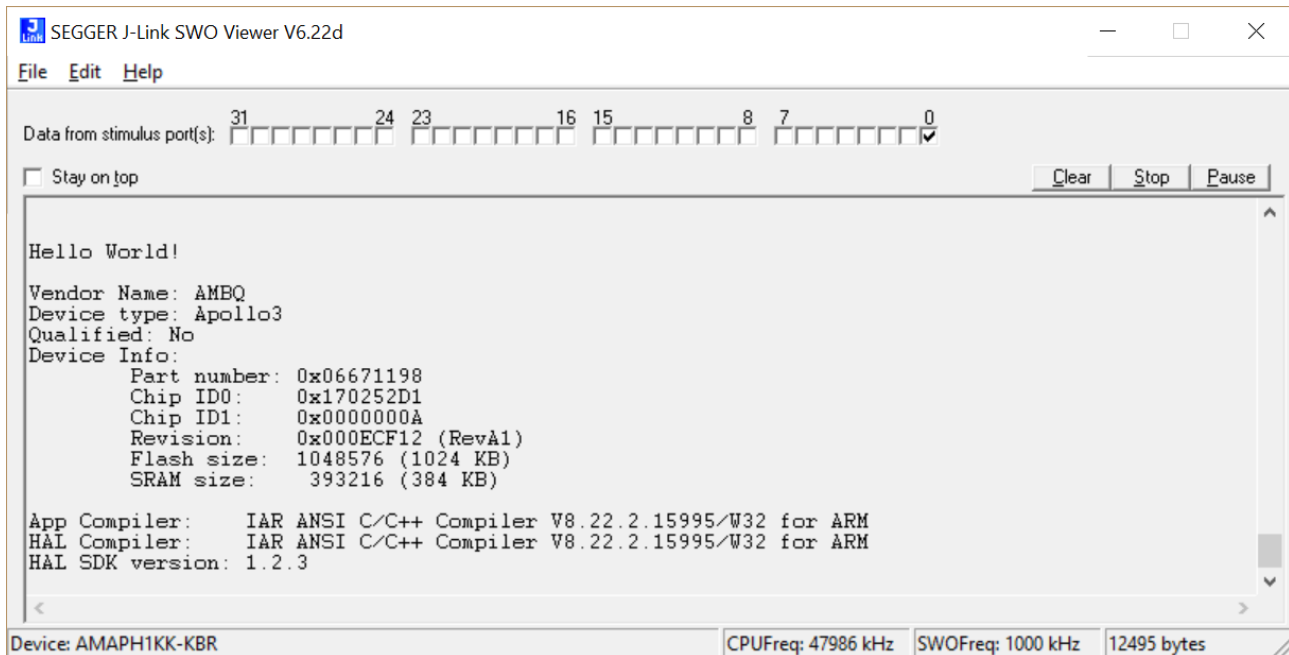 SEGGER J-Link SWO Viewer V6.22d
File Edit Help
31 24 23 16 15 8 7 0
Data from stimulus port(s):
Stay on top Clear Stop Pause
Hello World!
Vendor Name: AMBQ
Device type: Apollo3
Qualified: No
Device Info:
Part number: 0x06671198
Chip ID0: 0x170252D1
Chip ID1: 0x0000000A
Revision: 0x000ECF12 (RevA1)
Flash size: 1048576 (1024 KB)
SRAM size: 393216 (384 KB)
App Compiler: IAR ANSI C/C++ Compiler V8.22.2.15995/W32 for ARM
HAL Compiler: IAR ANSI C/C++ Compiler V8.22.2.15995/W32 for ARM
HAL SDK version: 1.2.3
Device: AMAPH1KK-KBR CPUFreq: 47986 kHz SWOFreq: 1000 kHz 12495 bytes